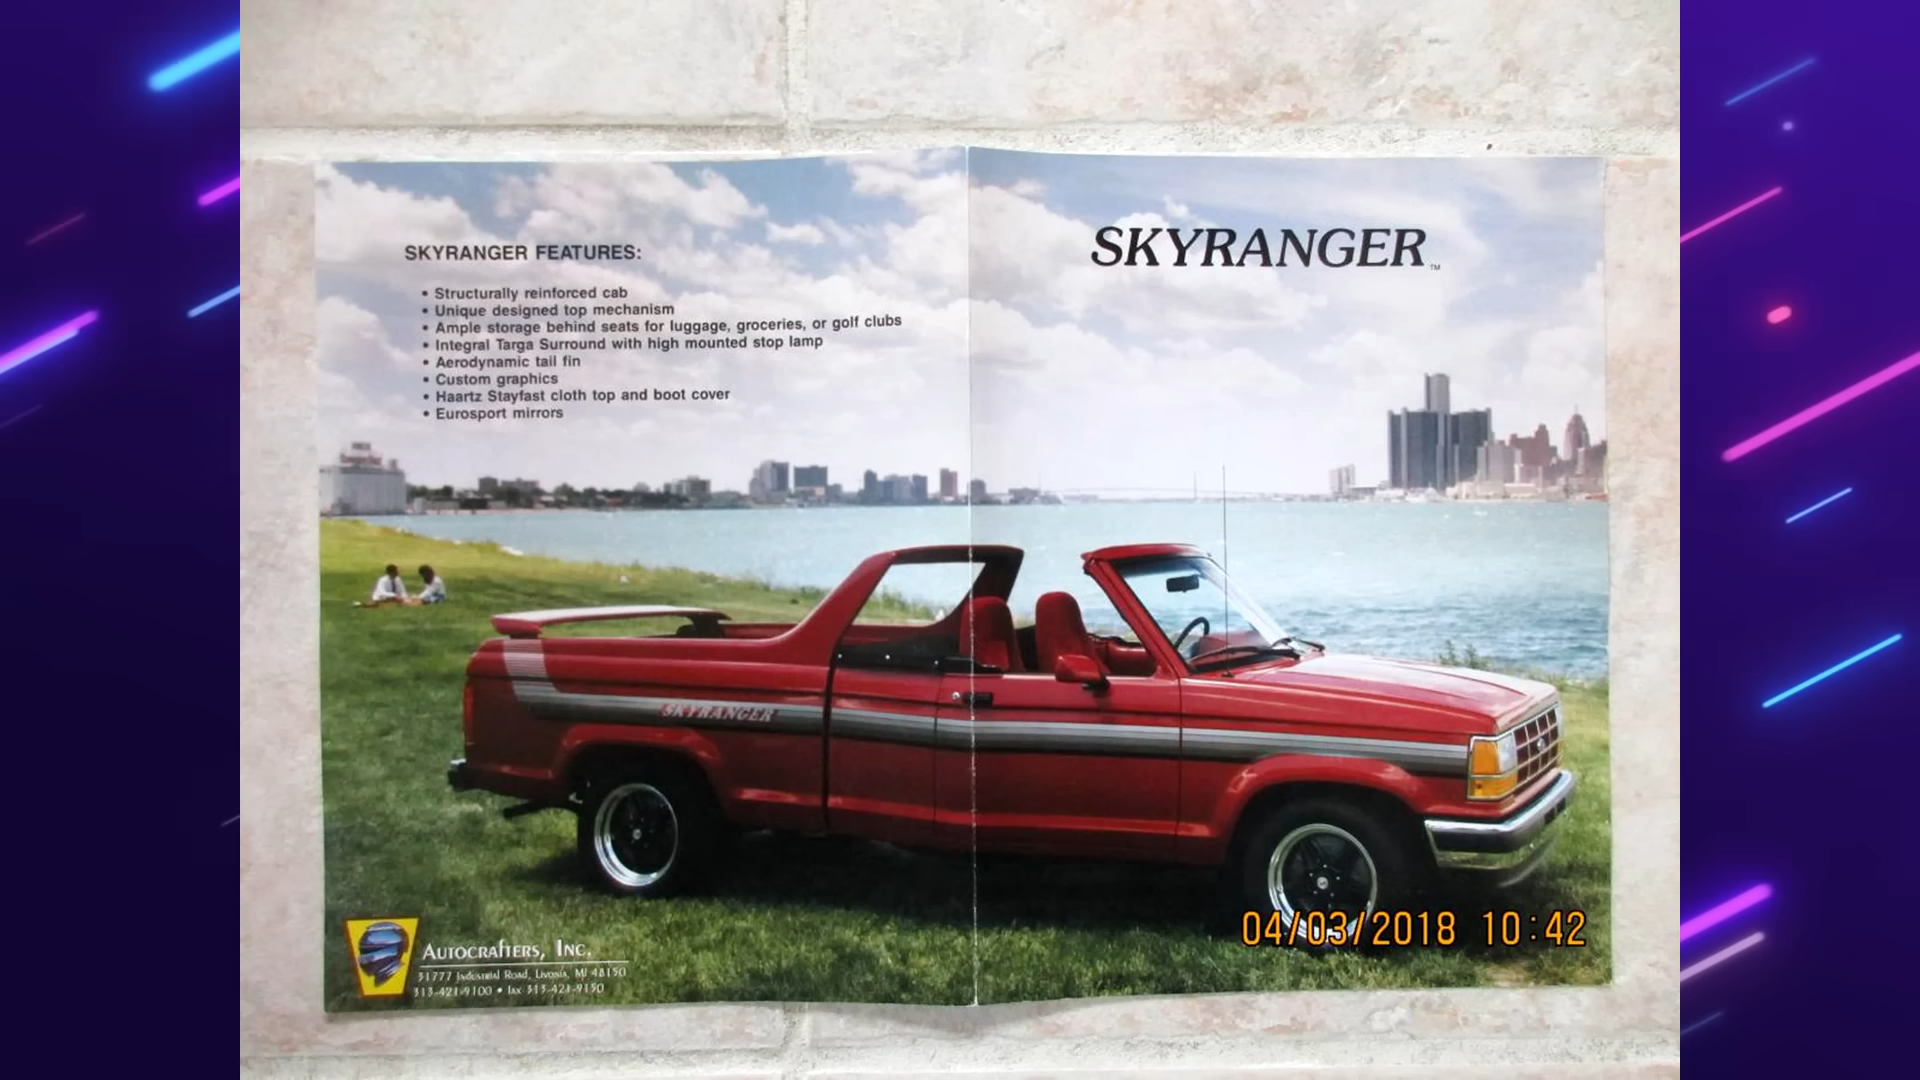 SKYRANGER FEATURES:
• Structurally reinforced cab
• Unique designed top mechanism
• Ample storage behind seats for luggage, groceries, or golf clubs
• Integral Targa Surround with high mounted stop lamp
• Aerodynamic tail fin
• Custom graphics
• Haartz Stayfast cloth top and boot cover
• Eurosport mirrors
SKYRANGER™
SKYRANGER
AUTOCRAFTERS, INC.
31777 Industrial Road, Livonia, MI 48150
313-421-9100 • fax 313-421-9150
04/03/2018 10:42